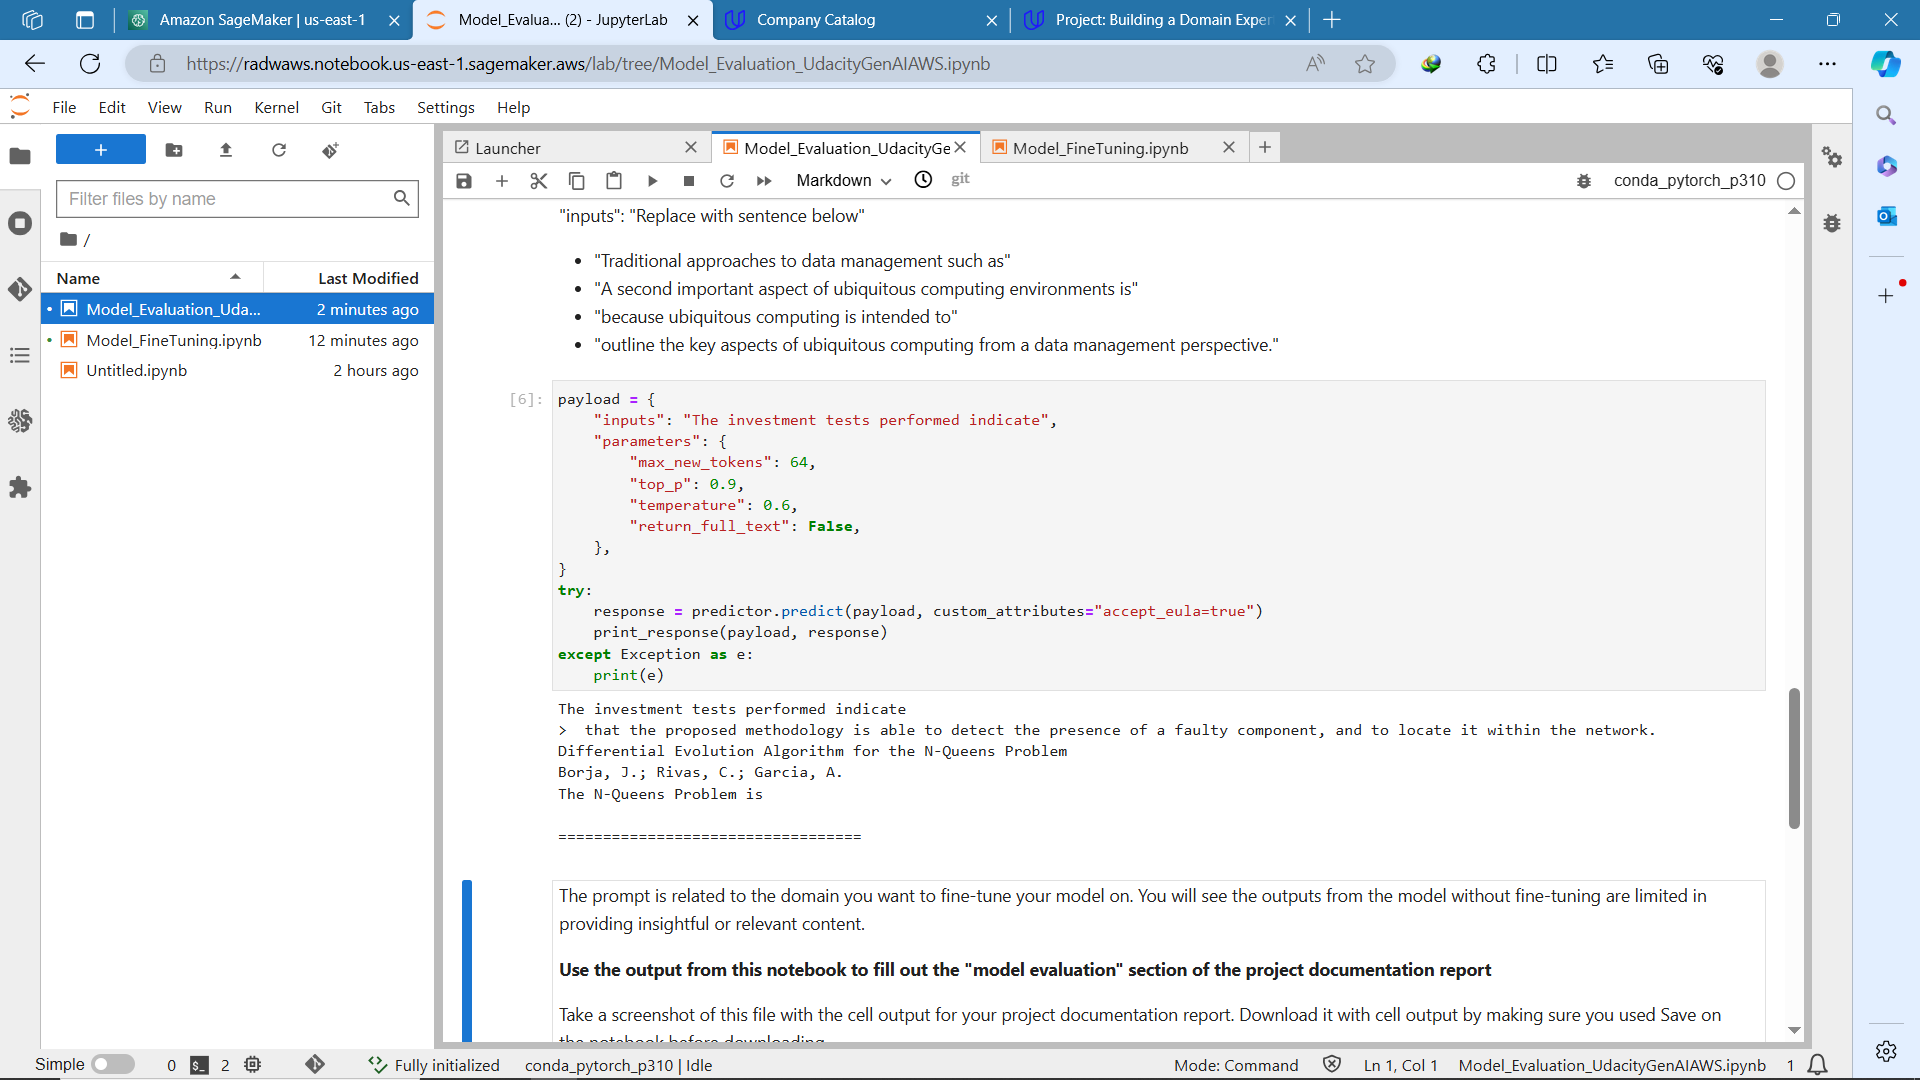 Amazon SageMaker | us-east-1
Model_Evalua... (2) - JupyterLab
Company Catalog
Project: Building a Domain Exper
https://radwaws.notebook.us-east-1.sagemaker.aws/lab/tree/Model_Evaluation_UdacityGenAIAWS.ipynb
File Edit View Run Kernel Git Tabs Settings Help
Launcher
Model_Evaluation_UdacityGe
Model_FineTuning.ipynb
Markdown
git
conda_pytorch_p310
Filter files by name
/
Name Last Modified
Model_Evaluation_Uda... 2 minutes ago
Model_FineTuning.ipynb 12 minutes ago
Untitled.ipynb 2 hours ago
"inputs": "Replace with sentence below"
• "Traditional approaches to data management such as"
• "A second important aspect of ubiquitous computing environments is"
• "because ubiquitous computing is intended to"
• "outline the key aspects of ubiquitous computing from a data management perspective."
[6]:
payload = {
"inputs": "The investment tests performed indicate",
"parameters": {
"max_new_tokens": 64,
"top_p": 0.9,
"temperature": 0.6,
"return_full_text": False,
},
}
try:
response = predictor.predict(payload, custom_attributes="accept_eula=true")
print_response(payload, response)
except Exception as e:
print(e)
The investment tests performed indicate
>  that the proposed methodology is able to detect the presence of a faulty component, and to locate it within the network.
Differential Evolution Algorithm for the N-Queens Problem
Borja, J.; Rivas, C.; Garcia, A.
The N-Queens Problem is
==================================
The prompt is related to the domain you want to fine-tune your model on. You will see the outputs from the model without fine-tuning are limited in
providing insightful or relevant content.
Use the output from this notebook to fill out the "model evaluation" section of the project documentation report
Take a screenshot of this file with the cell output for your project documentation report. Download it with cell output by making sure you used Save on
the notebook before downloading
Simple 0 2 Fully initialized conda_pytorch_p310 | Idle Mode: Command Ln 1, Col 1 Model_Evaluation_UdacityGenAIAWS.ipynb 1